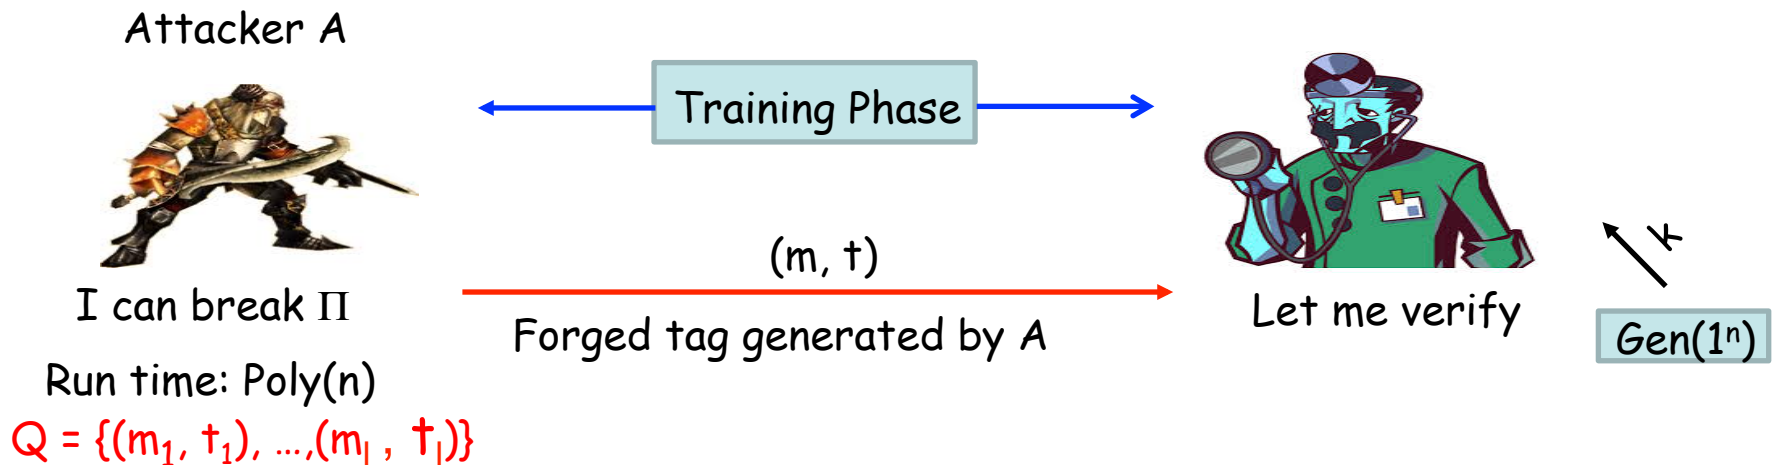 Attacker A
Training Phase
(m, t)
k
I can break Π
Let me verify
Forged tag generated by A
Gen(1ⁿ)
Run time: Poly(n)
Q = {(m₁, t₁), ...,(mₗ , tₗ)}